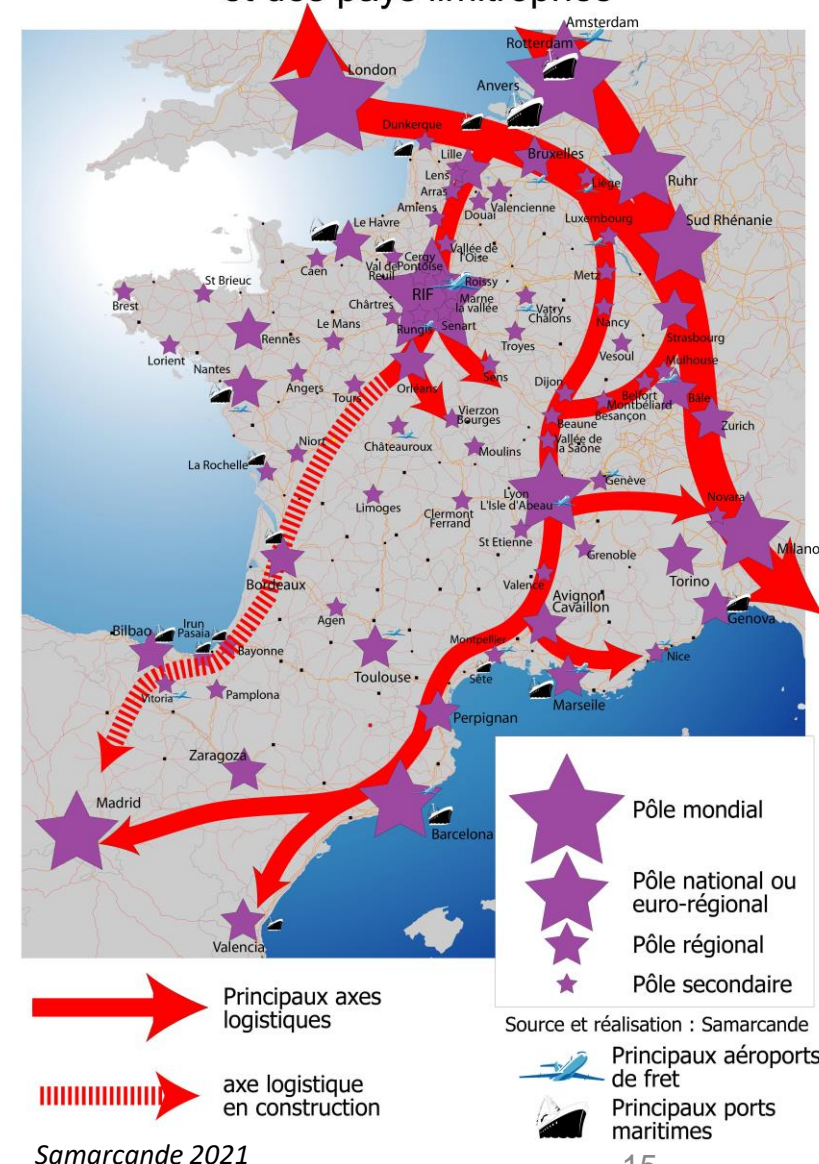 et des pays limitrophes
Amsterdam
Rotterdam
London
Anvers
Dunkerque
Lille
Bruxelles
Lens
Liège
Ruhr
Arras
Amiens
Douai
Valencienne
Luxembourg
Sud Rhénanie
Le Havre
Vallée de
l'Oise
Cergy
Pontoise
Val de
Reuil
Caen
Metz
Roissy
St Brieuc
Brest
RIF
Marne
la vallée
Vatry
Châlons
Chârtres
Nancy
Le Mans
Rungis
Senart
Strasbourg
Rennes
Troyes
Vesoul
Lorient
Mulhouse
Nantes
Sens
Orléans
Dijon
Angers
Tours
Belfort
Montbéliard
Bâle
Besançon
Vierzon
Bourges
Beaune
Zurich
Niort
Châteauroux
Moulins
Vallée de
la Saône
La Rochelle
Genève
Lyon
L'Isle d'Abeau
Novara
Limoges
Clermont
Ferrand
St Etienne
Grenoble
Milano
Bordeaux
Valence
Torino
Avignon
Cavaillon
Agen
Genova
Irun
Pasaia
Bilbao
Bayonne
Montpellier
Nice
Toulouse
Sète
Vitoria
Pamplona
Marseile
Perpignan
Zaragoza
Madrid
Barcelona
Valencia
Pôle mondial
Pôle national ou
euro-régional
Pôle régional
Pôle secondaire
Principaux axes
logistiques
Source et réalisation : Samarcande
Principaux aéroports
de fret
axe logistique
en construction
Principaux ports
maritimes
Samarcande 2021
15